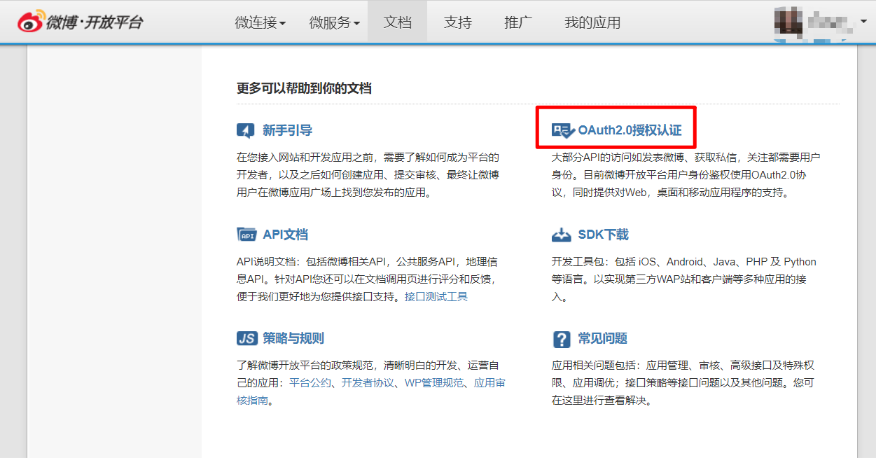 微博·开放平台 微连接 微服务 文档 支持 推广 我的应用
更多可以帮助到你的文档
新手引导
在您接入网站和开发应用之前，需要了解如何成为平台的
开发者，以及之后如何创建应用、提交审核、最终让微博
用户在微博应用广场上找到您发布的应用。
OAuth2.0授权认证
大部分API的访问如发表微博、获取私信，关注都需要用户
身份。目前微博开放平台用户身份鉴权使用OAuth2.0协
议，同时提供对Web，桌面和移动应用程序的支持。
API API文档
API说明文档：包括微博相关API，公共服务API，地理信
息API。针对API您还可以在文档调用页进行评分和反馈，
便于我们更好地为您提供接口支持。接口测试工具
SDK下载
开发工具包：包括 iOS、Android、Java、PHP 及 Python
等语言。以实现第三方WAP站和客户端等多种应用的接
入。
JS 策略与规则
了解微博开放平台的政策规范，清晰明白的开发、运营自
己的应用：平台公约、开发者协议、WP管理规范、应用审
核指南。
? 常见问题
应用相关问题包括：应用管理、审核、高级接口及特殊权
限、应用调优；接口策略等接口问题以及其他问题。您可
在这里进行查看解决。